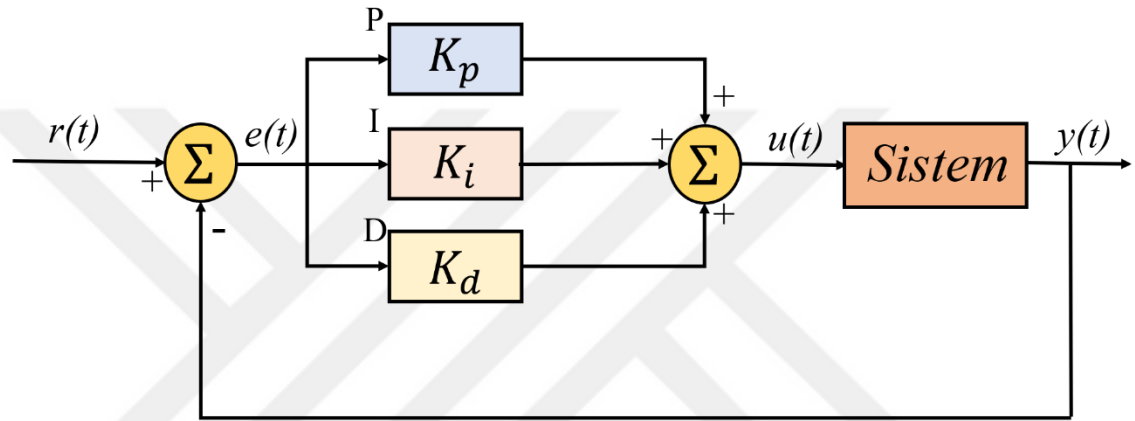 P
K_p
r(t)
+
Σ
-
e(t)
I
K_i
D
K_d
+
+
+
Σ
u(t)
Sistem
y(t)